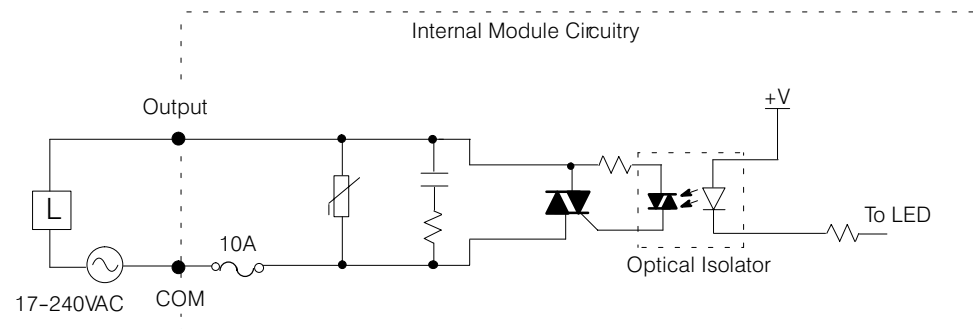 Internal Module Circuitry
+V
Output
L
To LED
10A
Optical Isolator
17-240VAC
COM